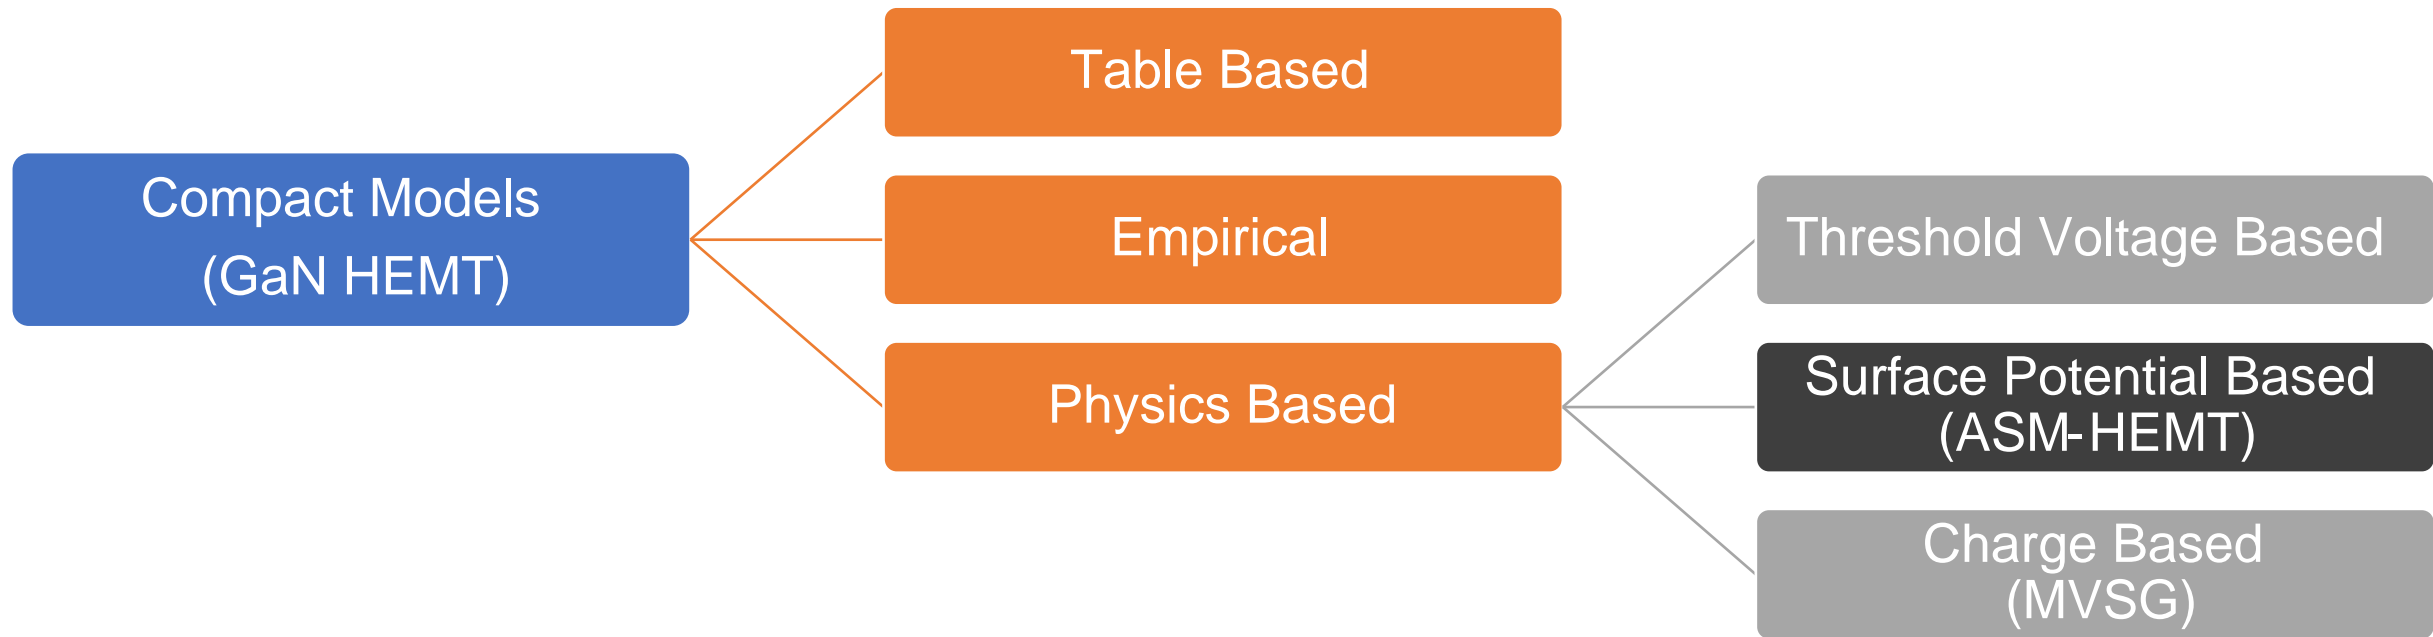 Compact Models
(GaN HEMT)
Table Based
Empirical
Physics Based
Threshold Voltage Based
Surface Potential Based
(ASM-HEMT)
Charge Based
(MVSG)